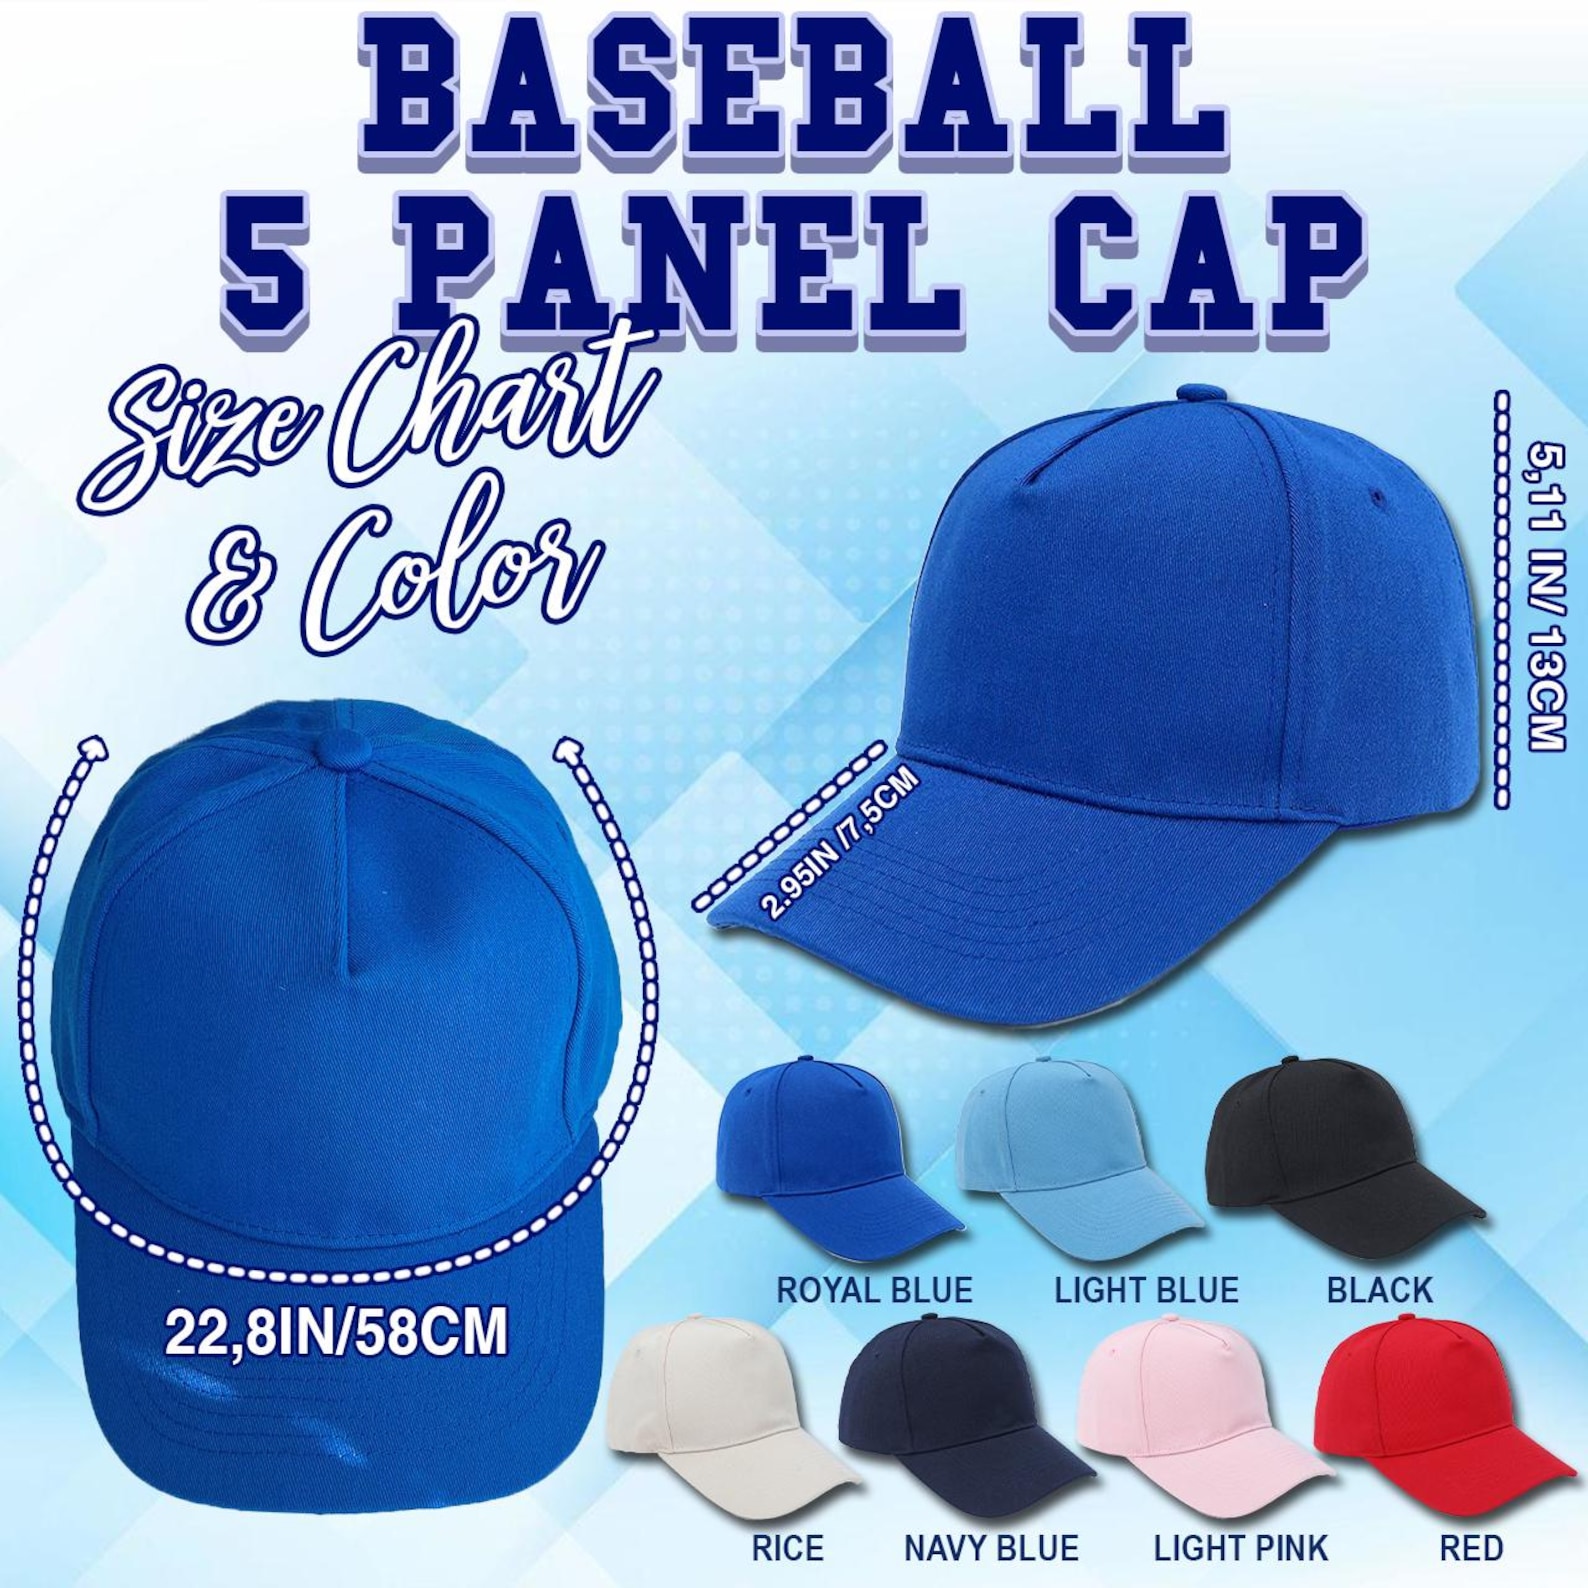 BASEBALL
5 PANEL CAP
Size Chart
& Color
5,11 IN/ 13CM
2.95IN /7,5CM
22,8IN/58CM
ROYAL BLUE
LIGHT BLUE
BLACK
RICE
NAVY BLUE
LIGHT PINK
RED